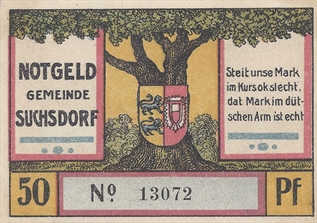 NOTGELD
GEMEINDE
SUCHSDORF
Steit unse Mark
im Kurs ok slecht,
dat Mark im düt-
schen Arm ist echt
50
No 13072
Pf